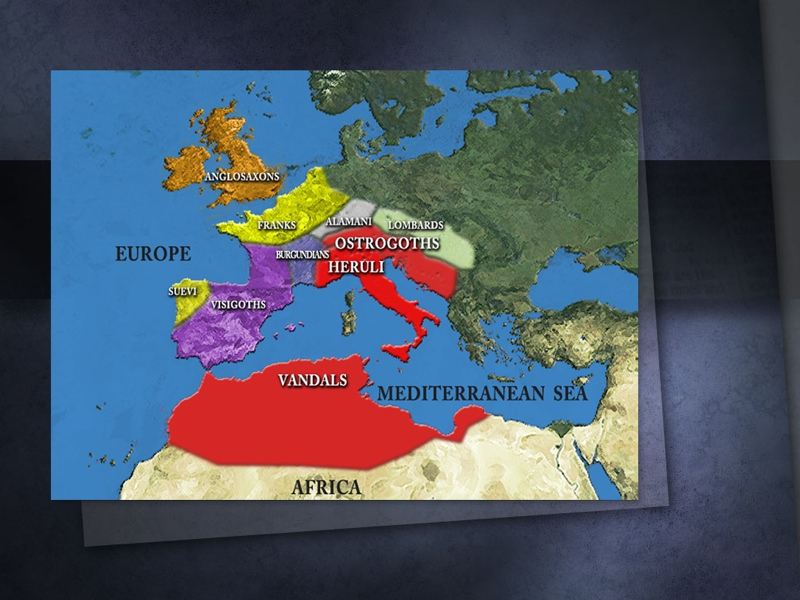 ANGLOSAXONS
FRANKS
ALAMANI
LOMBARDS
OSTROGOTHS
EUROPE
BURGUNDIANS
HERULI
SUEVI
VISIGOTHS
VANDALS
MEDITERRANEAN SEA
AFRICA